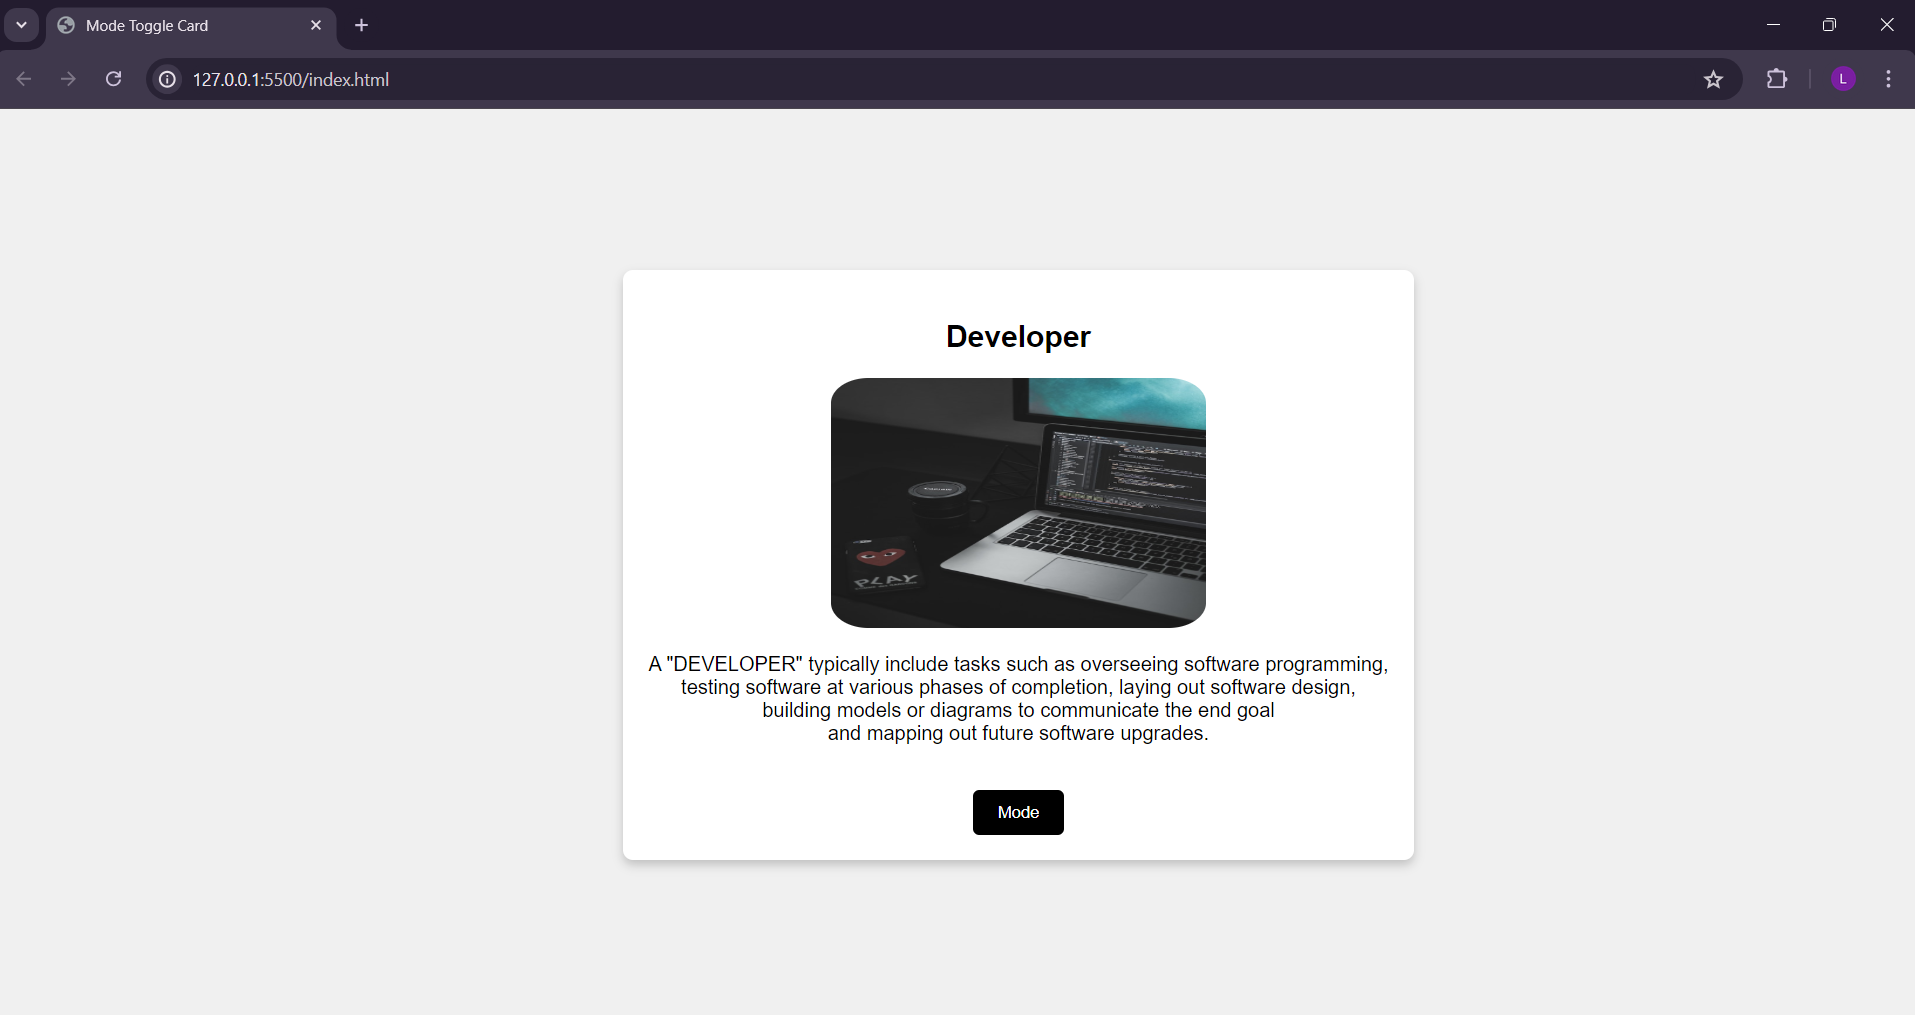 Mode Toggle Card
127.0.0.1:5500/index.html
L
Developer
PLAY
A "DEVELOPER" typically include tasks such as overseeing software programming,
testing software at various phases of completion, laying out software design,
building models or diagrams to communicate the end goal
and mapping out future software upgrades.
Mode